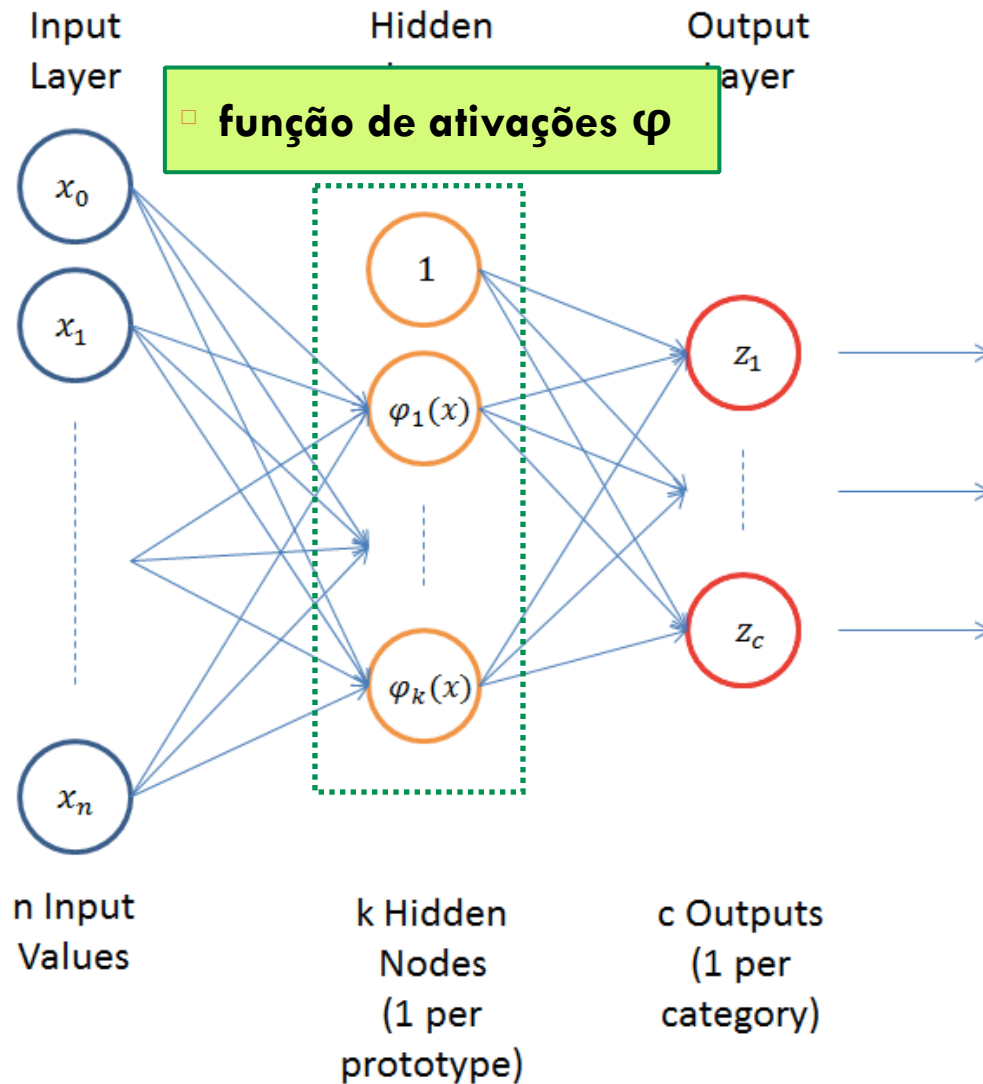 Input
Layer
Hidden
Output
Layer
função de ativações φ
x₀
x₁
xₙ
1
φ₁(x)
φₖ(x)
z₁
z_c
n Input
Values
k Hidden
Nodes
(1 per
prototype)
c Outputs
(1 per
category)